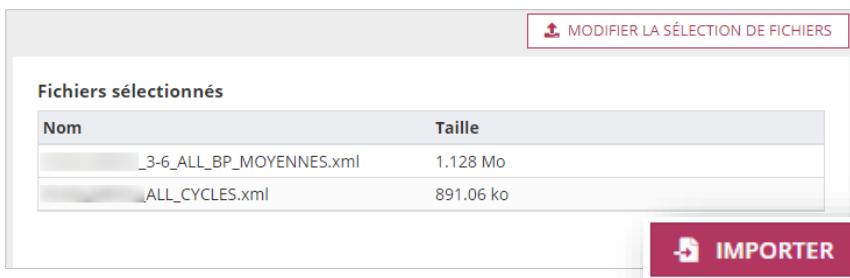 MODIFIER LA SÉLECTION DE FICHIERS
Fichiers sélectionnés
Nom Taille
_3-6_ALL_BP_MOYENNES.xml 1.128 Mo
_ALL_CYCLES.xml 891.06 ko
IMPORTER